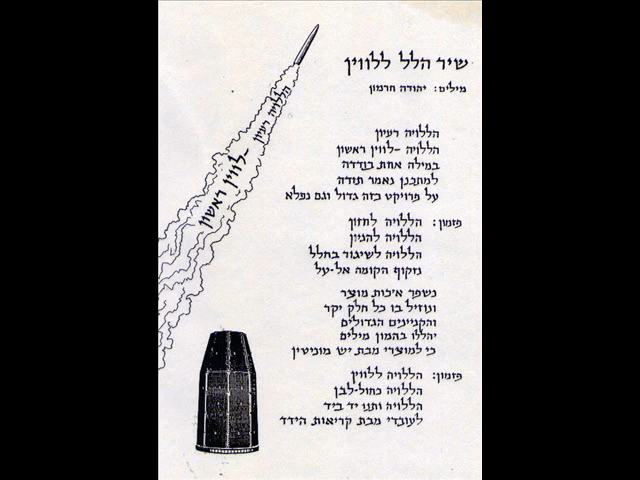 שיר הלל ללווין
מילים: יהודה חרמון
הללויה רעיון
הללויה -לווין ראשון
במילה אחת בודדה
למתכנן נאמר תודה
על פרויקט כזה גדול וגם נפלא
פזמון: הללויה לחזון
הללויה להגיון
הללויה לשיגור בחלל
נזקוף הקומה אל-על
נשפר איכות מוצר
ונוזיל בו כל חלק יקר
והקניינים הגדולים
יהללו בהמון מילים
כי למוצרי מבת יש מוניטין
פזמון: הללויה ללווין
הללויה כחול-לבן
הללויה ותנו יד ביד
לעובדי מבת קריאות הידד
הללויה רעיון
-לווין ראשון